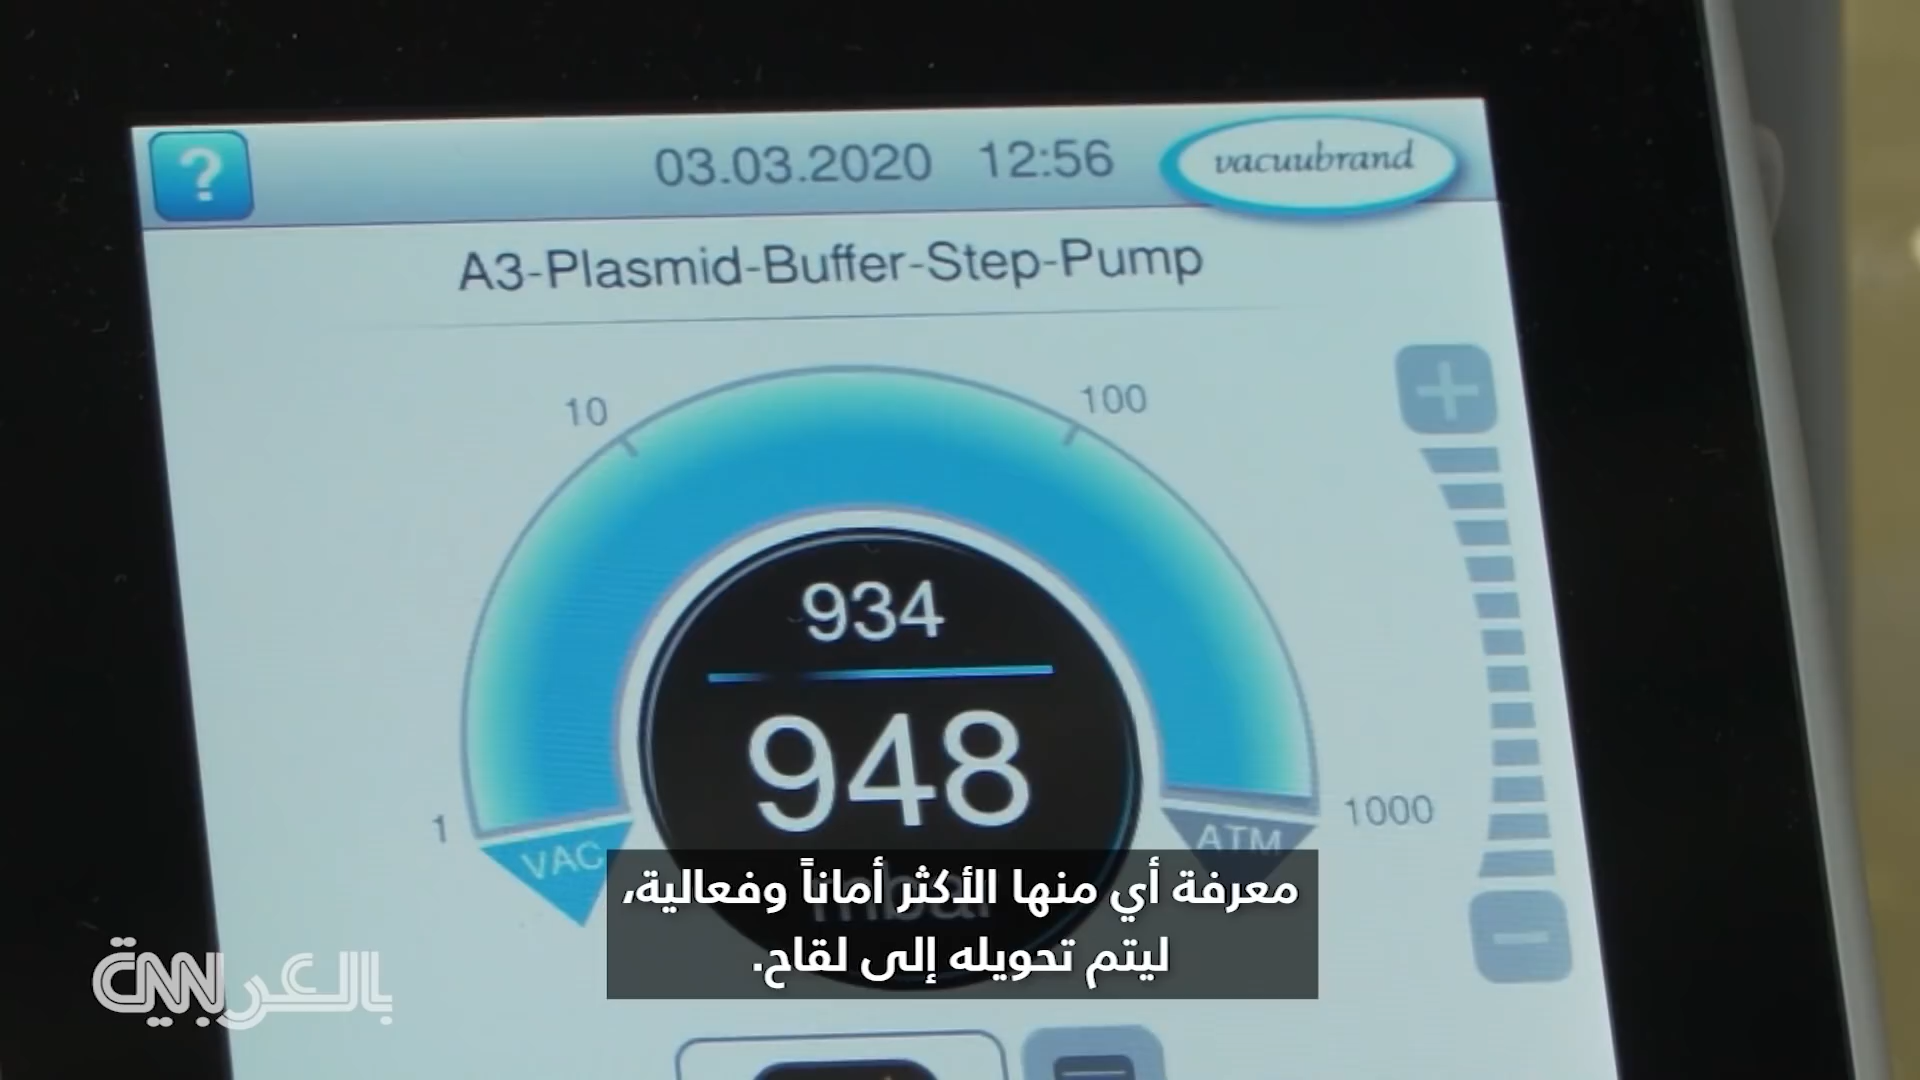 ?
03.03.2020 12:56
vacuubrand
A3-Plasmid-Buffer-Step-Pump
10
100
934
948
mbar
1
1000
VAC
ATM
معرفة أي منها الأكثر أماناً وفعالية،
ليتم تحويله إلى لقاح.
CNN بالعربية